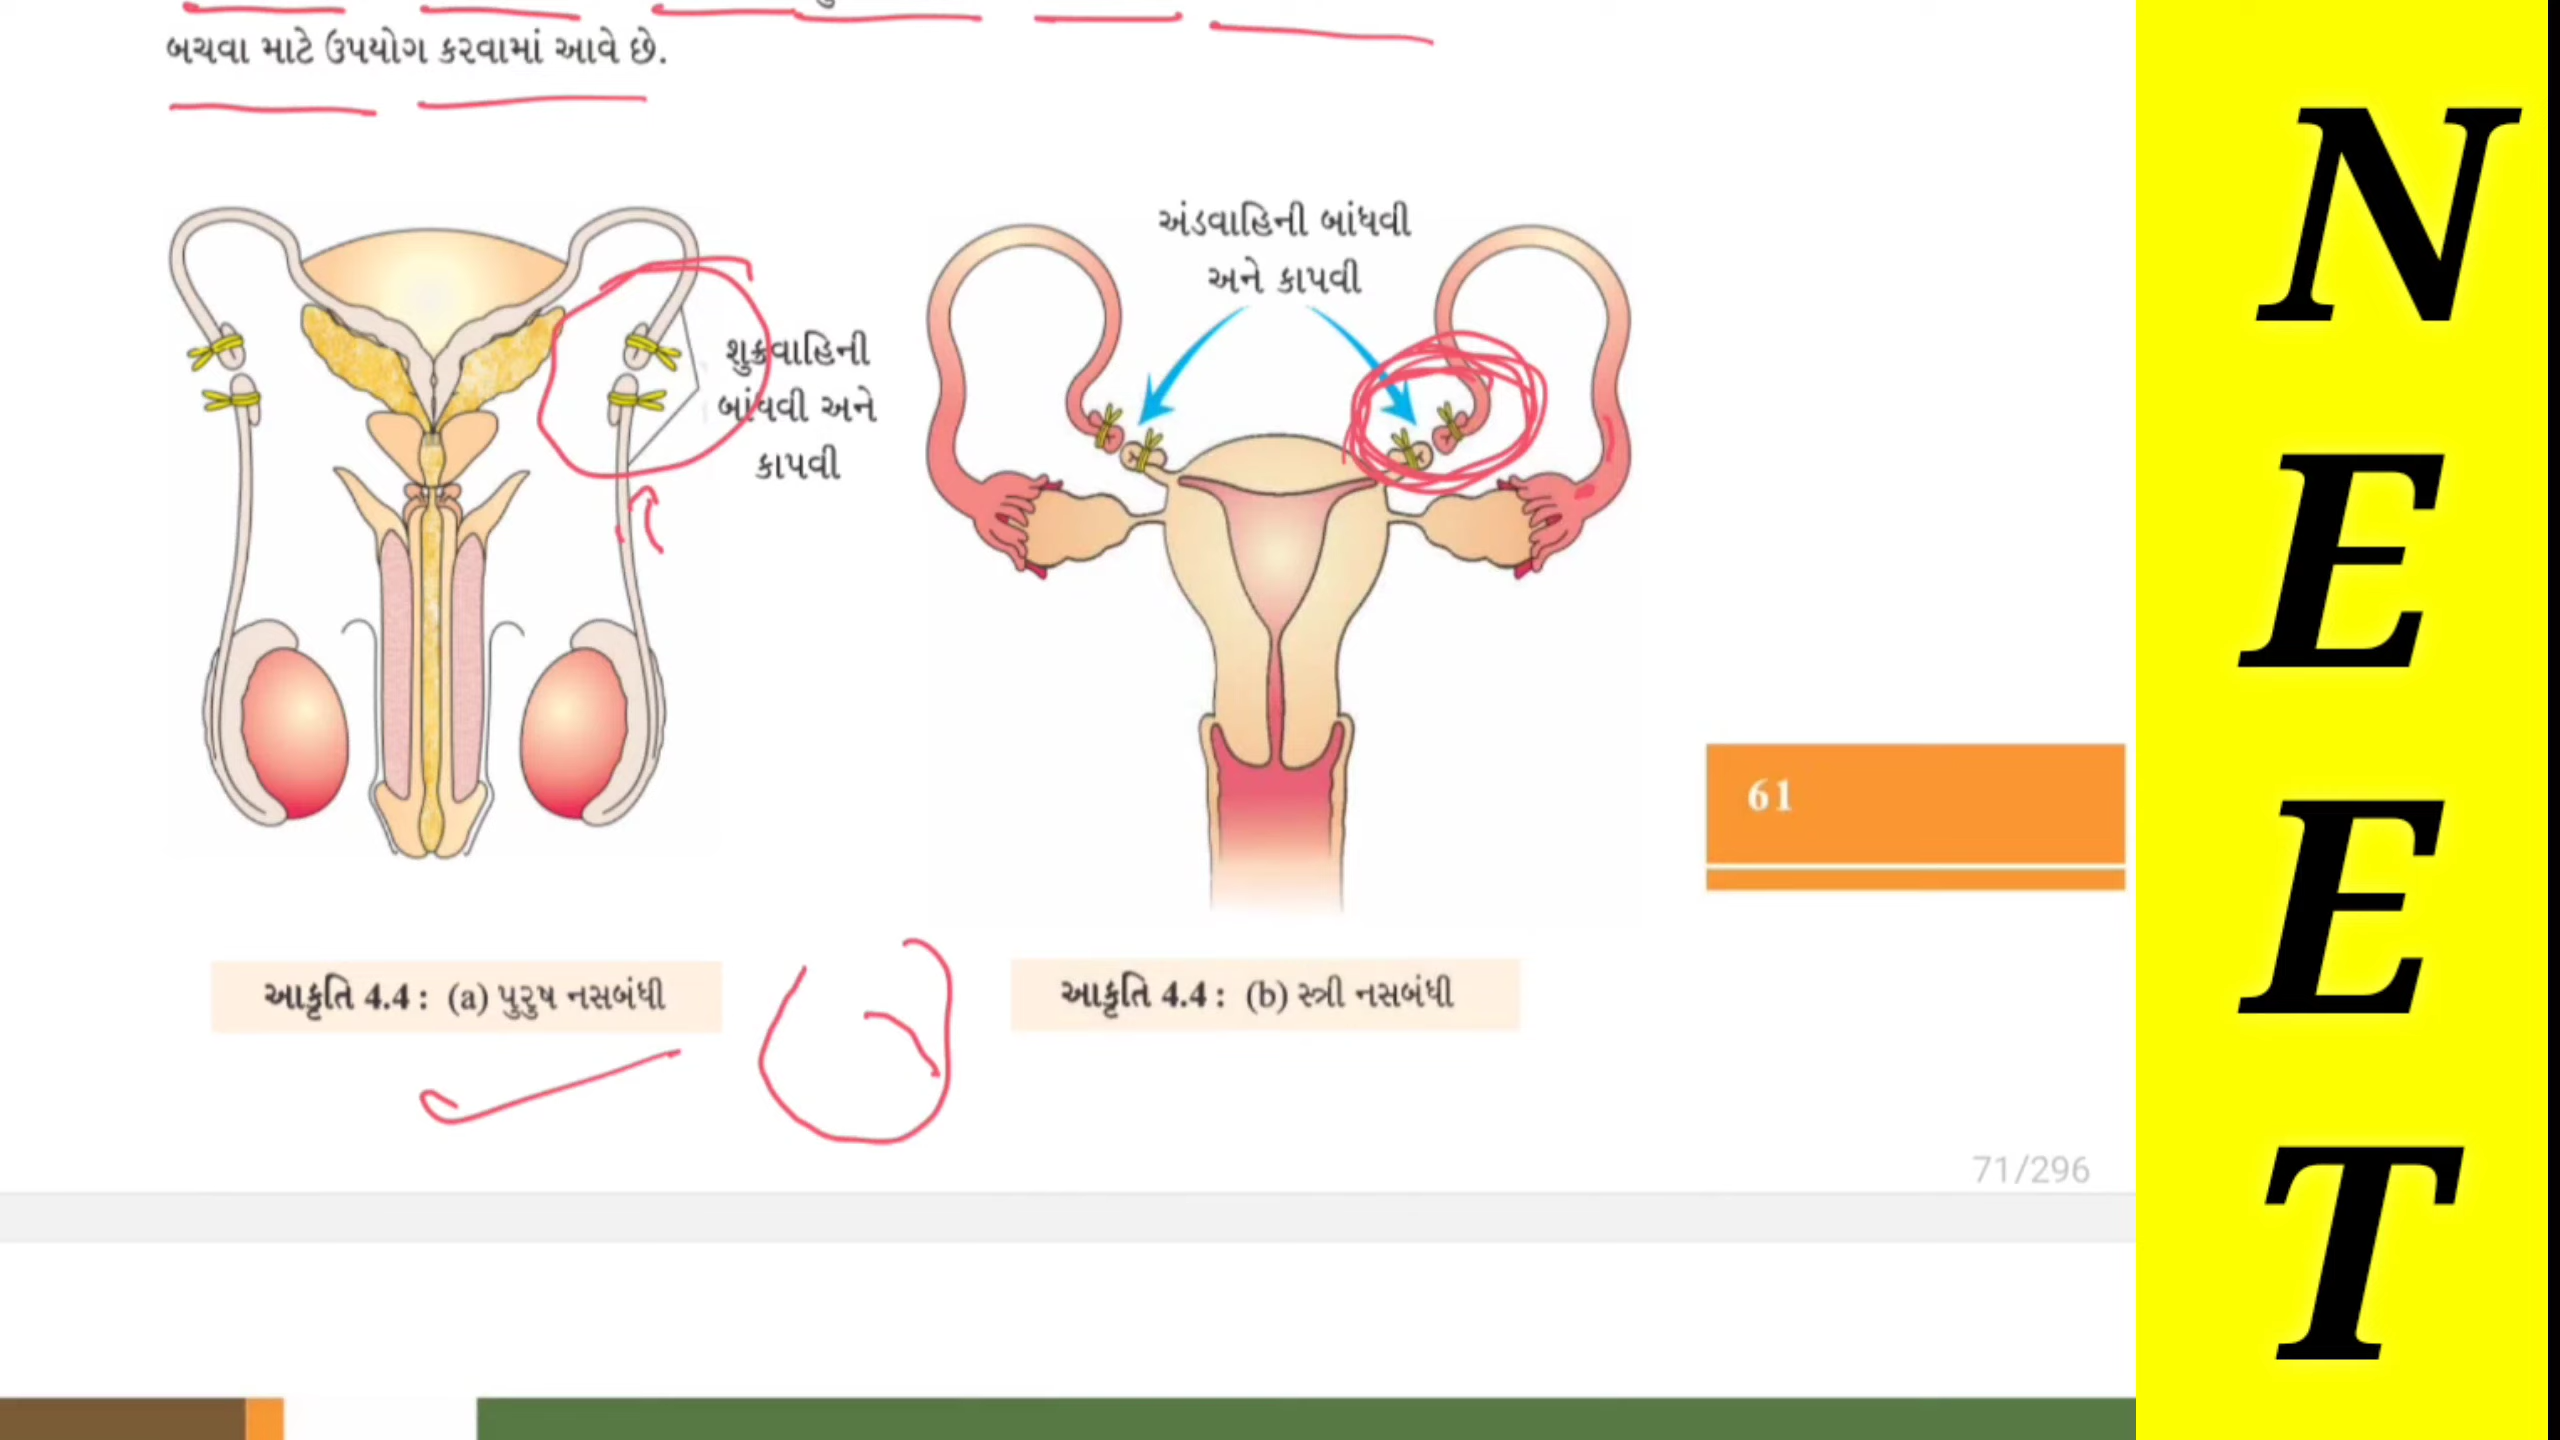 બચવા માટે ઉપયોગ કરવામાં આવે છે.
શુક્રવાહિની
બાંધવી અને
કાપવી
અંડવાહિની બાંધવી
અને કાપવી
61
આકૃતિ 4.4 : (a) પુરુષ નસબંધી
આકૃતિ 4.4 : (b) સ્ત્રી નસબંધી
71/296
N
E
E
T